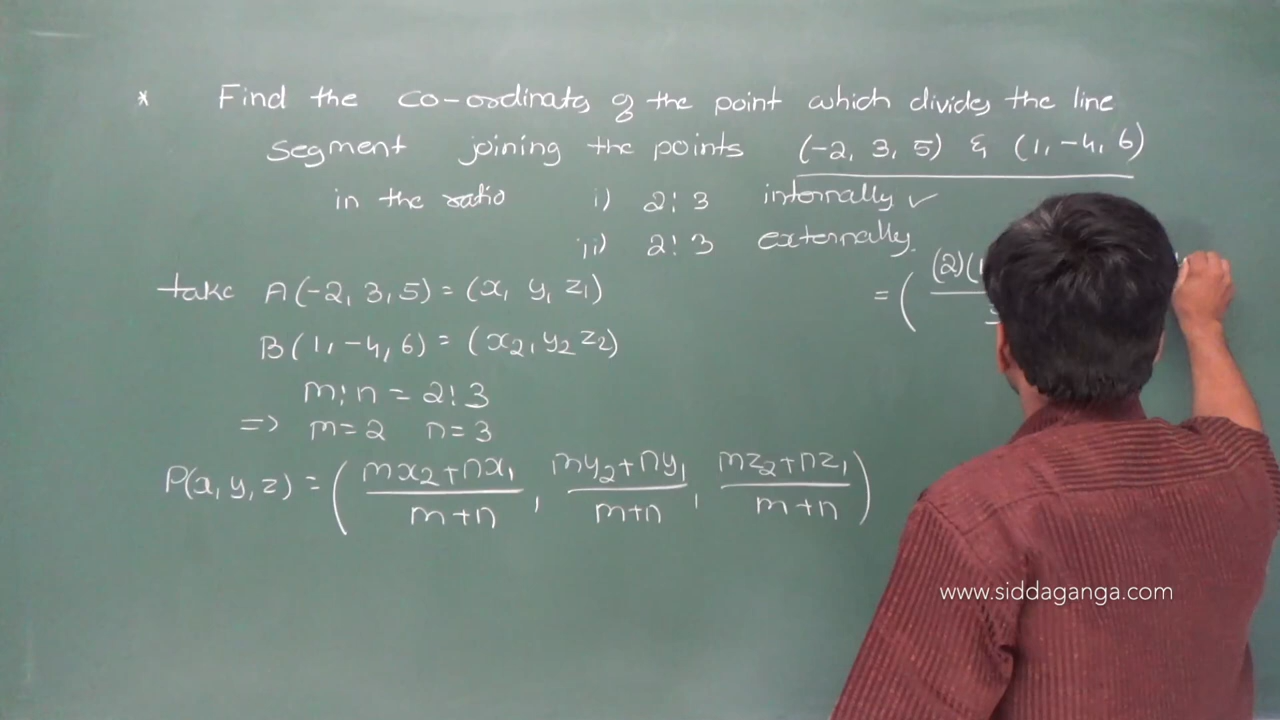 * Find the co-ordinates of the point which divides the line
segment joining the points (-2, 3, 5) & (1, -4, 6)
in the ratio i) 2:3 internally ✓
ii) 2:3 externally.
take A(-2, 3, 5) = (x, y, z₁)
B(1, -4, 6) = (x₂, y₂ z₂)
m:n = 2:3
=> m=2 n=3
P(x, y, z) = ( mx₂+nx₁ / m+n , my₂+ny₁ / m+n , mz₂+nz₁ / m+n )
= ( (2)(1
www.siddaganga.com